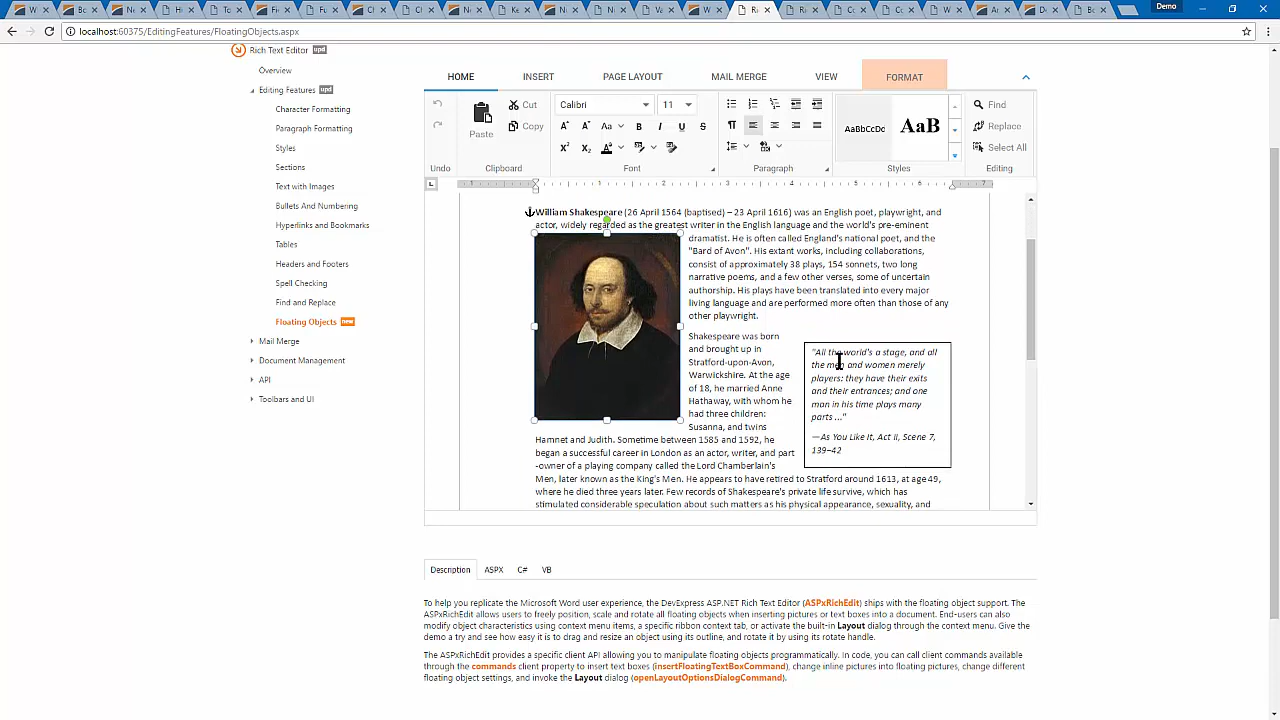 Demo
localhost:60375/EditingFeatures/FloatingObjects.aspx
Rich Text Editor upd
Overview
Editing Features upd
Character Formatting
Paragraph Formatting
Styles
Sections
Text with Images
Bullets And Numbering
Hyperlinks and Bookmarks
Tables
Headers and Footers
Spell Checking
Find and Replace
Floating Objects new
Mail Merge
Document Management
API
Toolbars and UI
HOME INSERT PAGE LAYOUT MAIL MERGE VIEW FORMAT
Cut Calibri 11 Find
Paste Copy AaBbCcDc AaB Replace
Select All
Undo Clipboard Font Paragraph Styles Editing
William Shakespeare (26 April 1564 (baptised) – 23 April 1616) was an English poet, playwright, and
actor, widely regarded as the greatest writer in the English language and the world's pre-eminent
dramatist. He is often called England's national poet, and the
"Bard of Avon". His extant works, including collaborations,
consist of approximately 38 plays, 154 sonnets, two long
narrative poems, and a few other verses, some of uncertain
authorship. His plays have been translated into every major
living language and are performed more often than those of any
other playwright.
Shakespeare was born
and brought up in
Stratford-upon-Avon,
Warwickshire. At the age
of 18, he married Anne
Hathaway, with whom he
had three children:
Susanna, and twins
Hamnet and Judith. Sometime between 1585 and 1592, he
began a successful career in London as an actor, writer, and part
-owner of a playing company called the Lord Chamberlain's
Men, later known as the King's Men. He appears to have retired to Stratford around 1613, at age 49,
where he died three years later. Few records of Shakespeare's private life survive, which has
stimulated considerable speculation about such matters as his physical appearance, sexuality, and
"All the world's a stage, and all
the men and women merely
players: they have their exits
and their entrances; and one
man in his time plays many
parts ..."
—As You Like It, Act II, Scene 7,
139–42
Description ASPX C# VB
To help you replicate the Microsoft Word user experience, the DevExpress ASP.NET Rich Text Editor (ASPxRichEdit) ships with the floating object support. The
ASPxRichEdit allows users to freely position, scale and rotate all floating objects when inserting pictures or text boxes into a document. End-users can also
modify object characteristics using context menu items, a specific ribbon context tab, or activate the built-in Layout dialog through the context menu. Give the
demo a try and see how easy it is to drag and resize an object using its outline, and rotate it by using its rotate handle.
The ASPxRichEdit provides a specific client API allowing you to manipulate floating objects programmatically. In code, you can call client commands available
through the commands client property to insert text boxes (insertFloatingTextBoxCommand), change inline pictures into floating pictures, change different
floating object settings, and invoke the Layout dialog (openLayoutOptionsDialogCommand).